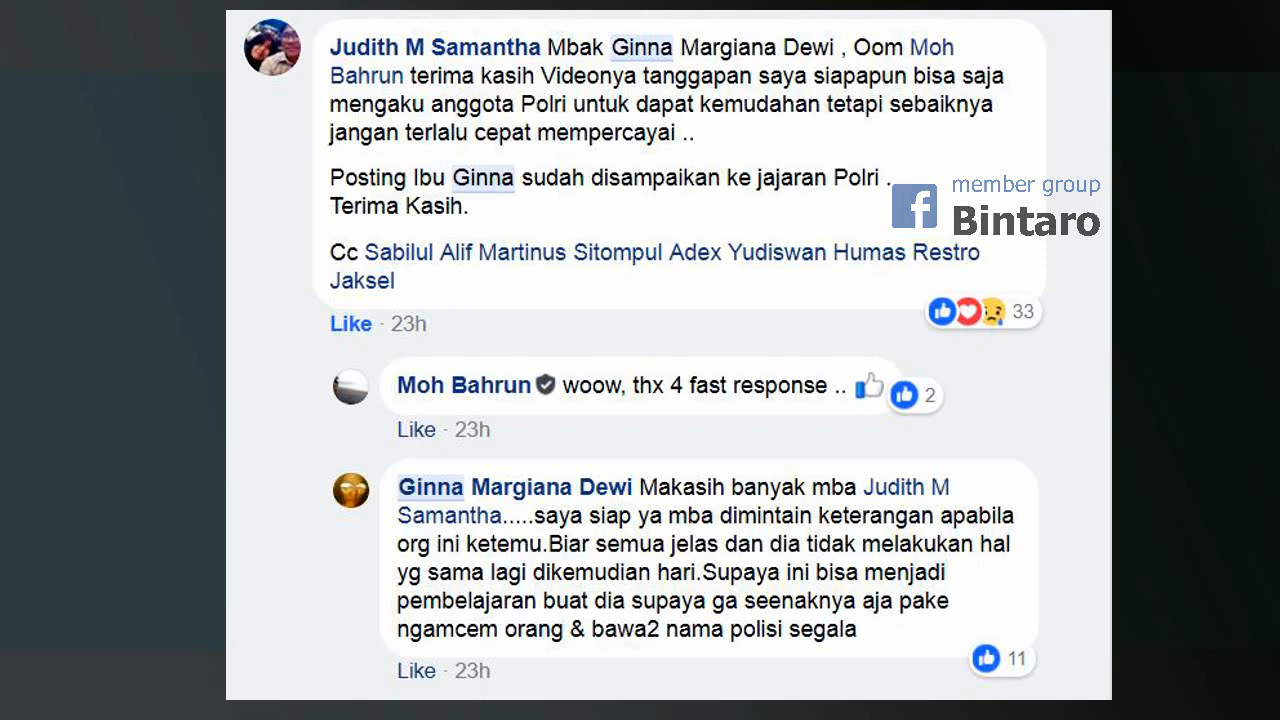 Judith M Samantha Mbak Ginna Margiana Dewi , Oom Moh
Bahrun terima kasih Videonya tanggapan saya siapapun bisa saja
mengaku anggota Polri untuk dapat kemudahan tetapi sebaiknya
jangan terlalu cepat mempercayai ..
Posting Ibu Ginna sudah disampaikan ke jajaran Polri .
Terima Kasih.
member group
Bintaro
Cc Sabilul Alif Martinus Sitompul Adex Yudiswan Humas Restro
Jaksel
33
Like · 23h
Moh Bahrun woow, thx 4 fast response ..
2
Like · 23h
Ginna Margiana Dewi Makasih banyak mba Judith M
Samantha.....saya siap ya mba dimintain keterangan apabila
org ini ketemu.Biar semua jelas dan dia tidak melakukan hal
yg sama lagi dikemudian hari.Supaya ini bisa menjadi
pembelajaran buat dia supaya ga seenaknya aja pake
ngamcem orang & bawa2 nama polisi segala
11
Like · 23h